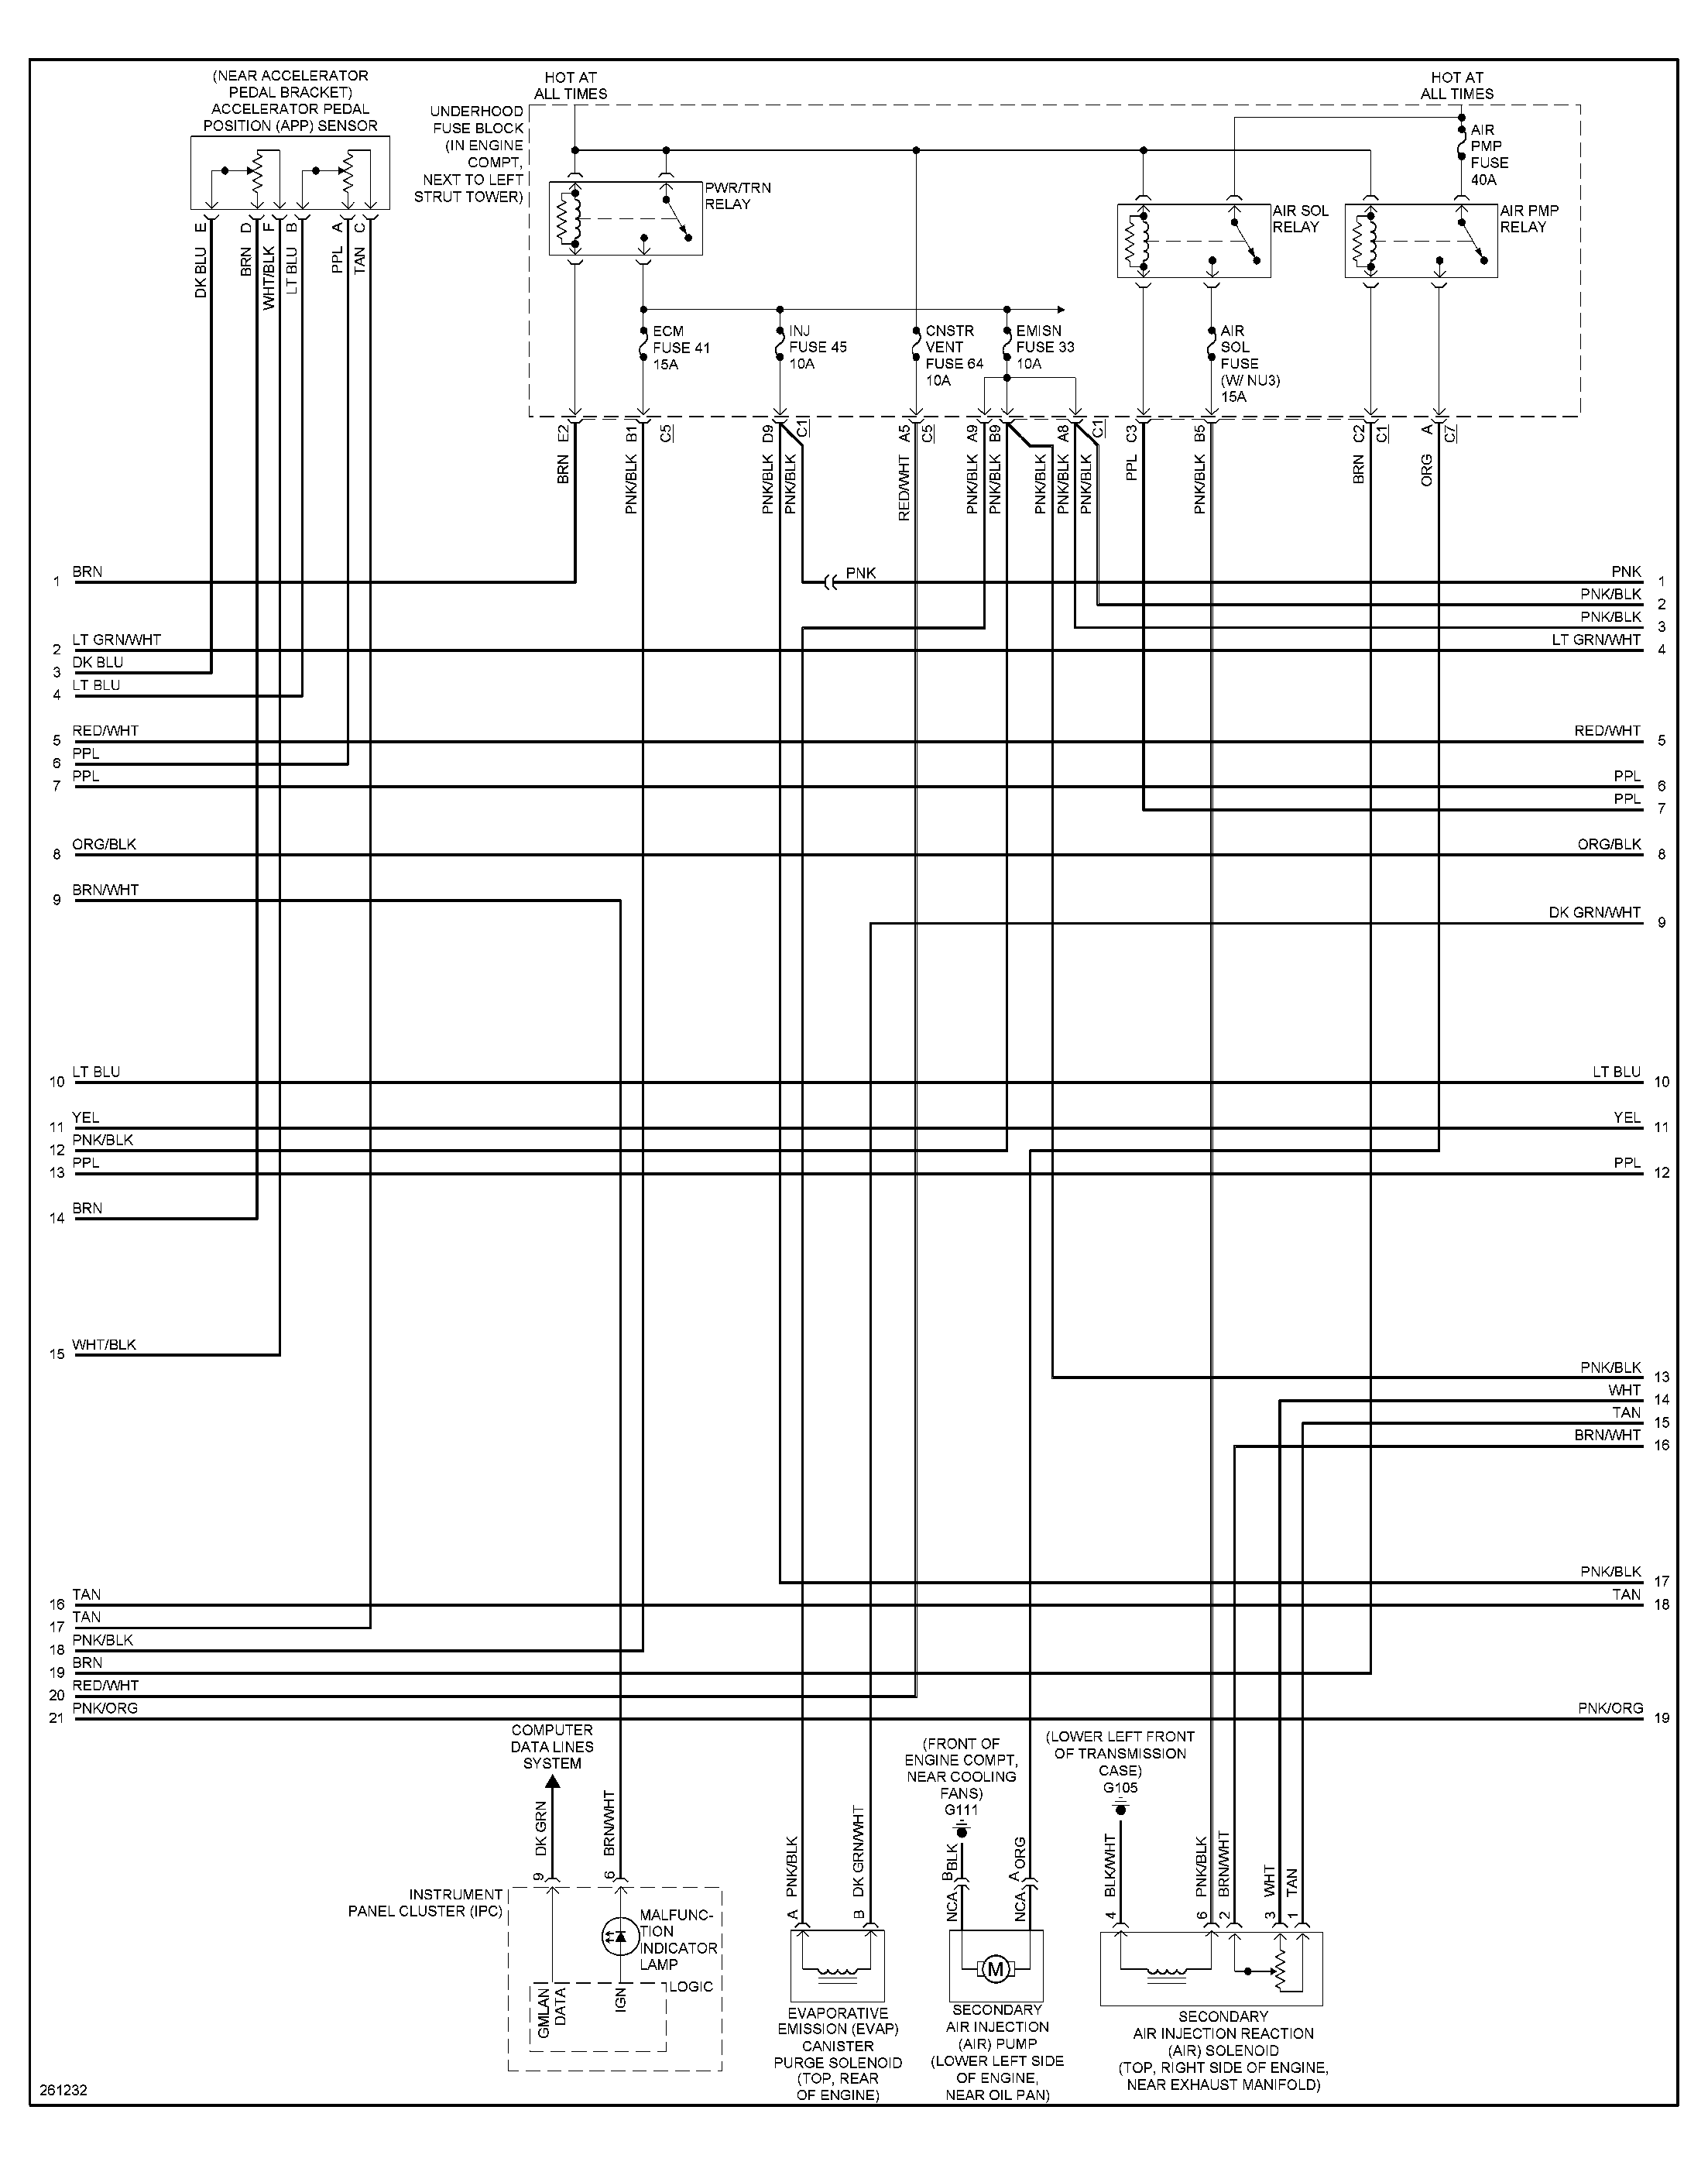 (NEAR ACCELERATOR
PEDAL BRACKET)
ACCELERATOR PEDAL
POSITION (APP) SENSOR
E
D
F
B
A
C
DK BLU
BRN
WHT/BLK
LT BLU
PPL
TAN
UNDERHOOD
FUSE BLOCK
(IN ENGINE
COMPT,
NEXT TO LEFT
STRUT TOWER)
HOT AT
ALL TIMES
HOT AT
ALL TIMES
PWR/TRN
RELAY
AIR
PMP
FUSE
40A
AIR SOL
RELAY
AIR PMP
RELAY
ECM
FUSE 41
15A
INJ
FUSE 45
10A
CNSTR
VENT
FUSE 64
10A
EMISN
FUSE 33
10A
AIR
SOL
FUSE
(W/ NU3)
15A
E2
B1
C5
D9
C1
A5
C5
A9
B9
A8
C1
C3
B5
C2
C1
A
C7
BRN
PNK/BLK
PNK/BLK
PNK/BLK
RED/WHT
PNK/BLK
PNK/BLK
PNK/BLK
PNK/BLK
PNK/BLK
PPL
PNK/BLK
BRN
ORG
1 BRN
PNK
PNK 1
PNK/BLK 2
PNK/BLK 3
2 LT GRN/WHT
LT GRN/WHT 4
3 DK BLU
4 LT BLU
5 RED/WHT
RED/WHT 5
6 PPL
7 PPL
PPL 6
PPL 7
8 ORG/BLK
ORG/BLK 8
9 BRN/WHT
DK GRN/WHT 9
10 LT BLU
LT BLU 10
11 YEL
YEL 11
12 PNK/BLK
13 PPL
PPL 12
14 BRN
15 WHT/BLK
PNK/BLK 13
WHT 14
TAN 15
BRN/WHT 16
PNK/BLK 17
16 TAN
TAN 18
17 TAN
18 PNK/BLK
19 BRN
20 RED/WHT
21 PNK/ORG
PNK/ORG 19
COMPUTER
DATA LINES
SYSTEM
DK GRN
9
BRN/WHT
6
INSTRUMENT
PANEL CLUSTER (IPC)
MALFUNC-
TION
INDICATOR
LAMP
LOGIC
GMLAN
DATA
IGN
PNK/BLK
A
DK GRN/WHT
B
EVAPORATIVE
EMISSION (EVAP)
CANISTER
PURGE SOLENOID
(TOP, REAR
OF ENGINE)
(FRONT OF
ENGINE COMPT,
NEAR COOLING
FANS)
G111
BLK
B
NCA
ORG
A
NCA
M
SECONDARY
AIR INJECTION
(AIR) PUMP
(LOWER LEFT SIDE
OF ENGINE,
NEAR OIL PAN)
(LOWER LEFT FRONT
OF TRANSMISSION
CASE)
G105
BLK/WHT
4
PNK/BLK
6
BRN/WHT
2
WHT
3
TAN
1
SECONDARY
AIR INJECTION REACTION
(AIR) SOLENOID
(TOP, RIGHT SIDE OF ENGINE,
NEAR EXHAUST MANIFOLD)
261232